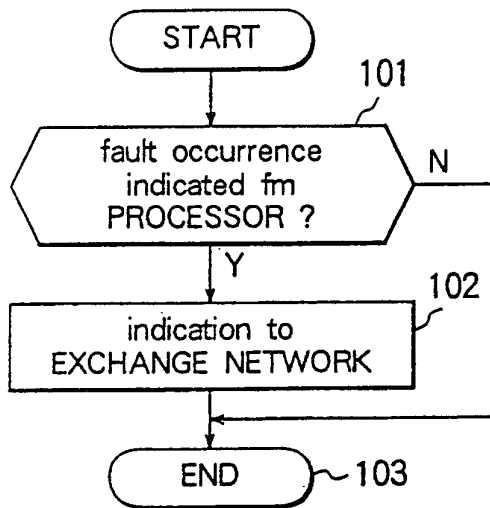 START
101
fault occurrence
indicated fm
PROCESSOR ?
N
Y
102
indication to
EXCHANGE NETWORK
END
103